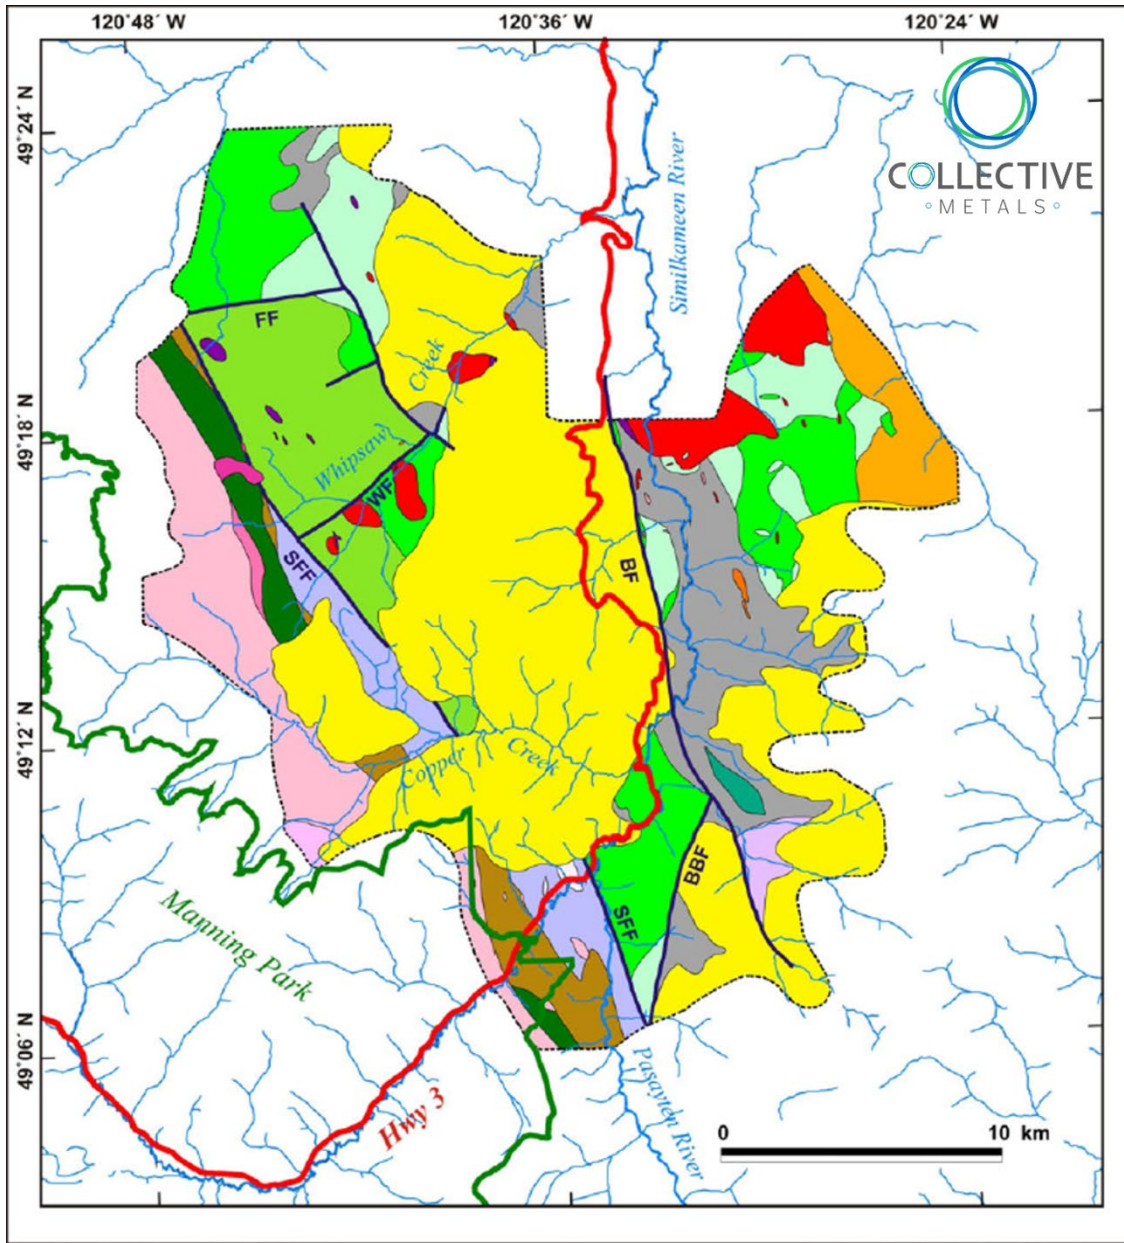 120°48´ W
120°36´ W
120°24´ W
49°24´ N
49°18´ N
49°12´ N
49°06´ N
COLLECTIVE
METALS
Similkameen River
FF
Creek
Whipsaw
WF
SFF
BF
Copper
Creek
BBF
SFF
Manning Park
Hwy 3
Pasayten River
0
10 km